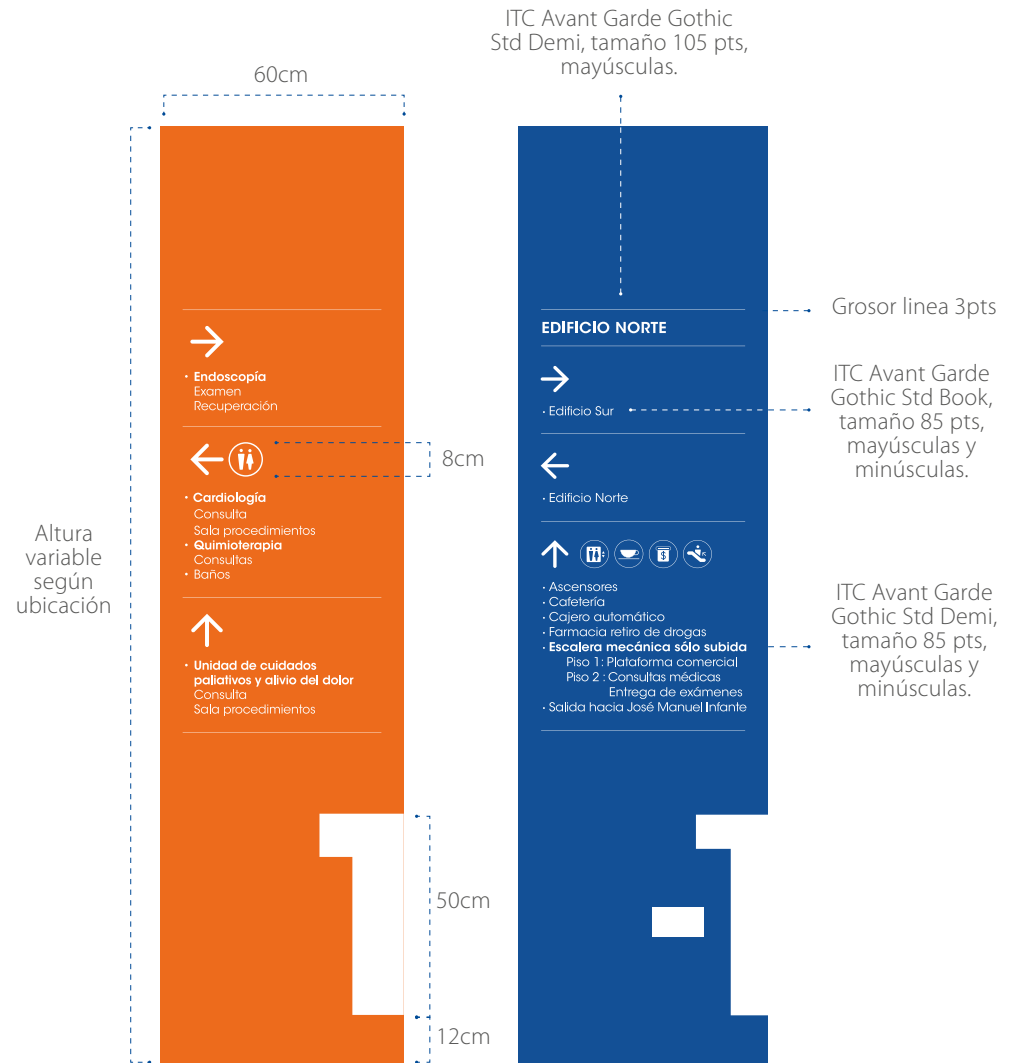 ITC Avant Garde Gothic
Std Demi, tamaño 105 pts,
mayúsculas.
60cm
Altura
variable
según
ubicación
Endoscopía
Examen
Recuperación
8cm
· Cardiología
Consulta
Sala procedimientos
· Quimioterapia
Consultas
· Baños
· Unidad de cuidados
paliativos y alivio del dolor
Consulta
Sala procedimientos
50cm
12cm
EDIFICIO NORTE
· Edificio Sur
· Edificio Norte
$
· Ascensores
· Cafetería
· Cajero automático
· Farmacia retiro de drogas
· Escalera mecánica sólo subida
Piso 1: Plataforma comercial
Piso 2 : Consultas médicas
Entrega de exámenes
· Salida hacia José Manuel Infante
Grosor linea 3pts
ITC Avant Garde
Gothic Std Book,
tamaño 85 pts,
mayúsculas y
minúsculas.
ITC Avant Garde
Gothic Std Demi,
tamaño 85 pts,
mayúsculas y
minúsculas.